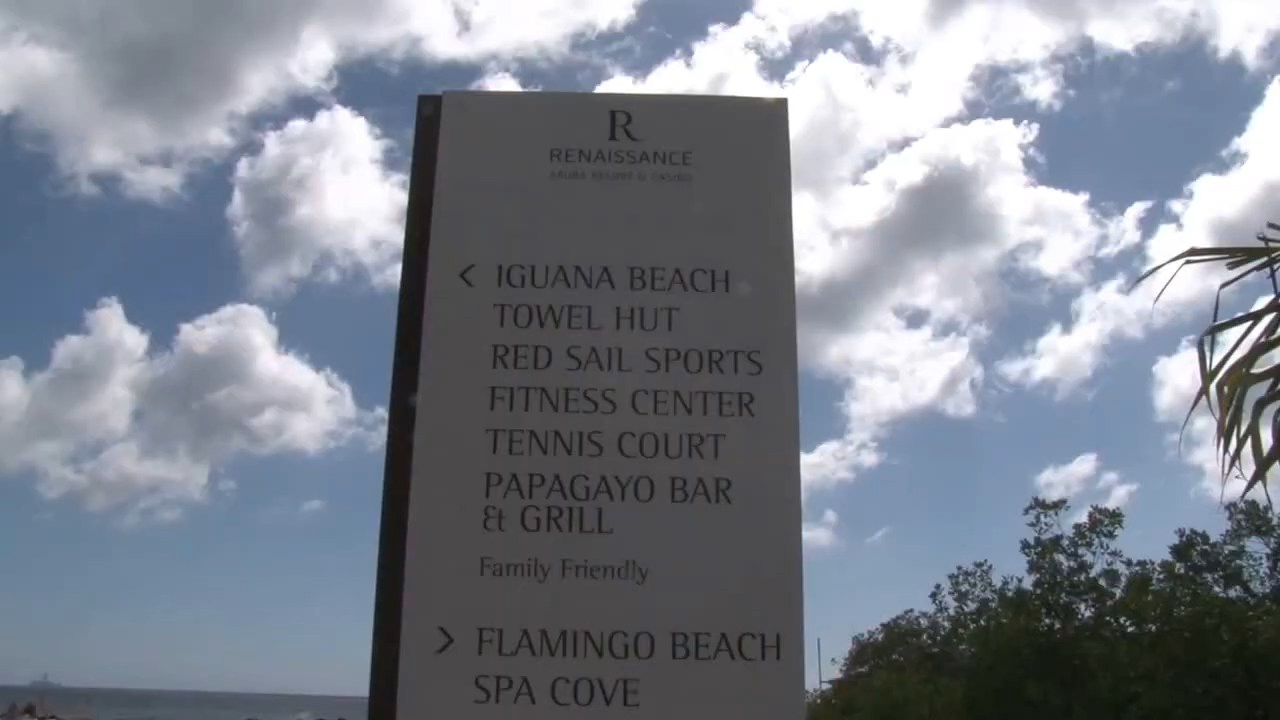 R
RENAISSANCE
ARUBA RESORT & CASINO
< IGUANA BEACH
TOWEL HUT
RED SAIL SPORTS
FITNESS CENTER
TENNIS COURT
PAPAGAYO BAR
& GRILL
Family Friendly
> FLAMINGO BEACH
SPA COVE